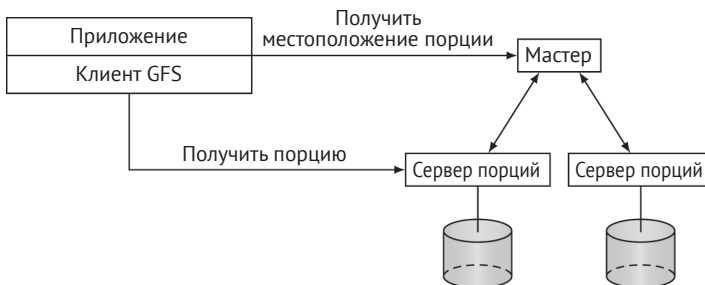 Приложение
Клиент GFS
Получить
местоположение порции
Мастер
Получить порцию
Сервер порций
Сервер порций